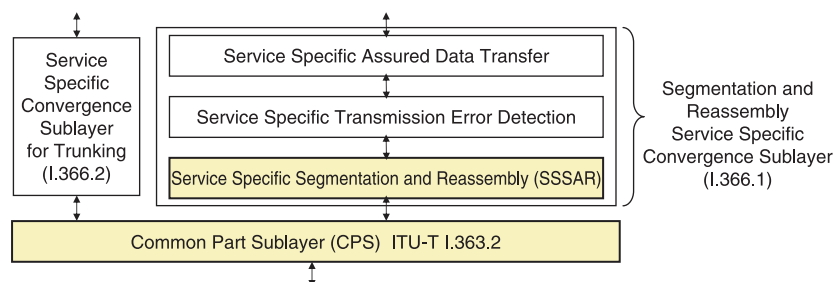 Service
Specific
Convergence
Sublayer
for Trunking
(I.366.2)
Service Specific Assured Data Transfer
Service Specific Transmission Error Detection
Service Specific Segmentation and Reassembly (SSSAR)
Segmentation and
Reassembly
Service Specific
Convergence Sublayer
(I.366.1)
Common Part Sublayer (CPS) ITU-T I.363.2